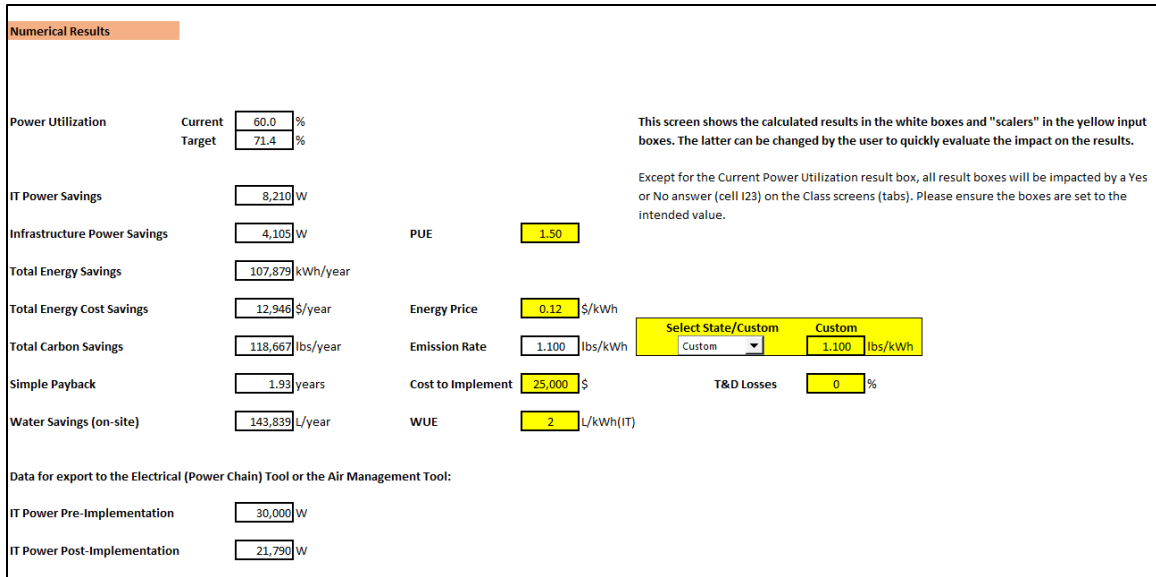 Numerical Results
Power Utilization Current 60.0 % This screen shows the calculated results in the white boxes and "scalers" in the yellow input
Target 71.4 % boxes. The latter can be changed by the user to quickly evaluate the impact on the results.
Except for the Current Power Utilization result box, all result boxes will be impacted by a Yes
IT Power Savings 8,210 W or No answer (cell I23) on the Class screens (tabs). Please ensure the boxes are set to the
intended value.
Infrastructure Power Savings 4,105 W PUE 1.50
Total Energy Savings 107,879 kWh/year
Total Energy Cost Savings 12,946 $/year Energy Price 0.12 $/kWh
Select State/Custom Custom
Total Carbon Savings 118,667 lbs/year Emission Rate 1.100 lbs/kWh Custom 1.100 lbs/kWh
Simple Payback 1.93 years Cost to Implement 25,000 $ T&D Losses 0 %
Water Savings (on-site) 143,839 L/year WUE 2 L/kWh(IT)
Data for export to the Electrical (Power Chain) Tool or the Air Management Tool:
IT Power Pre-Implementation 30,000 W
IT Power Post-Implementation 21,790 W